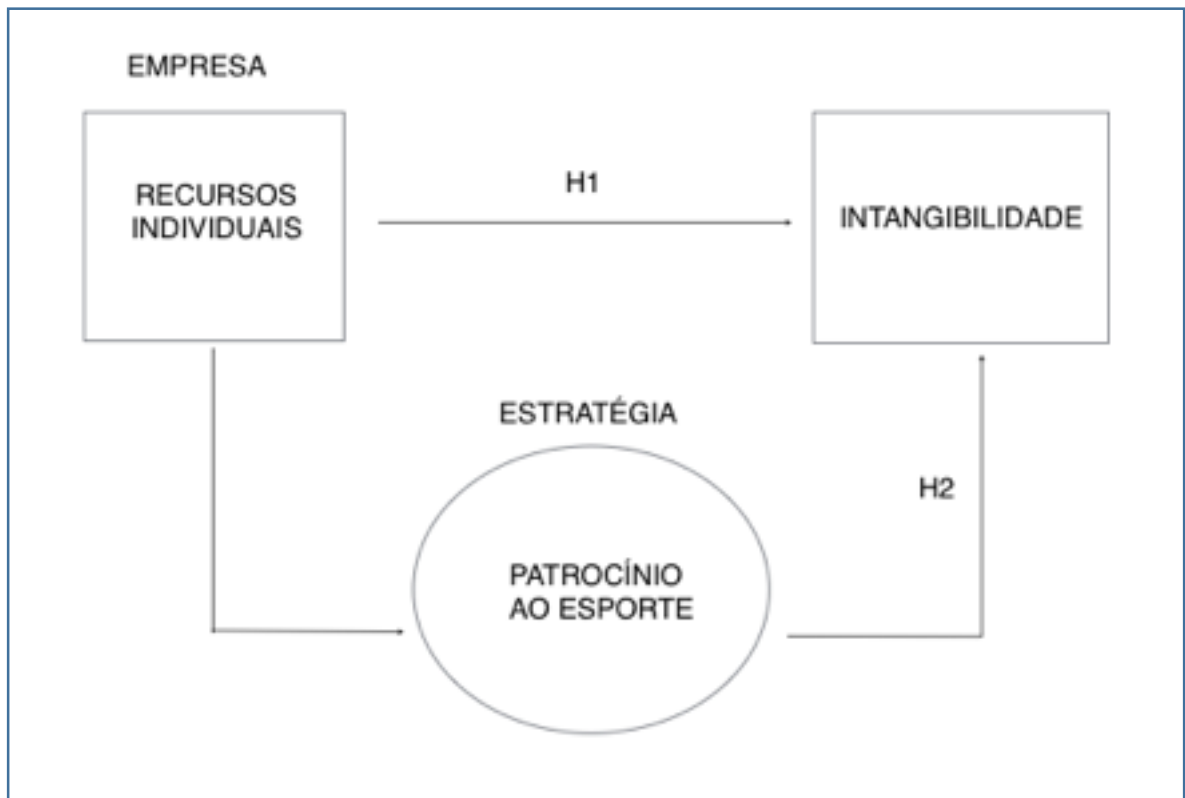 EMPRESA
RECURSOS
INDIVIDUAIS
H1
INTANGIBILIDADE
ESTRATÉGIA
H2
PATROCÍNIO
AO ESPORTE